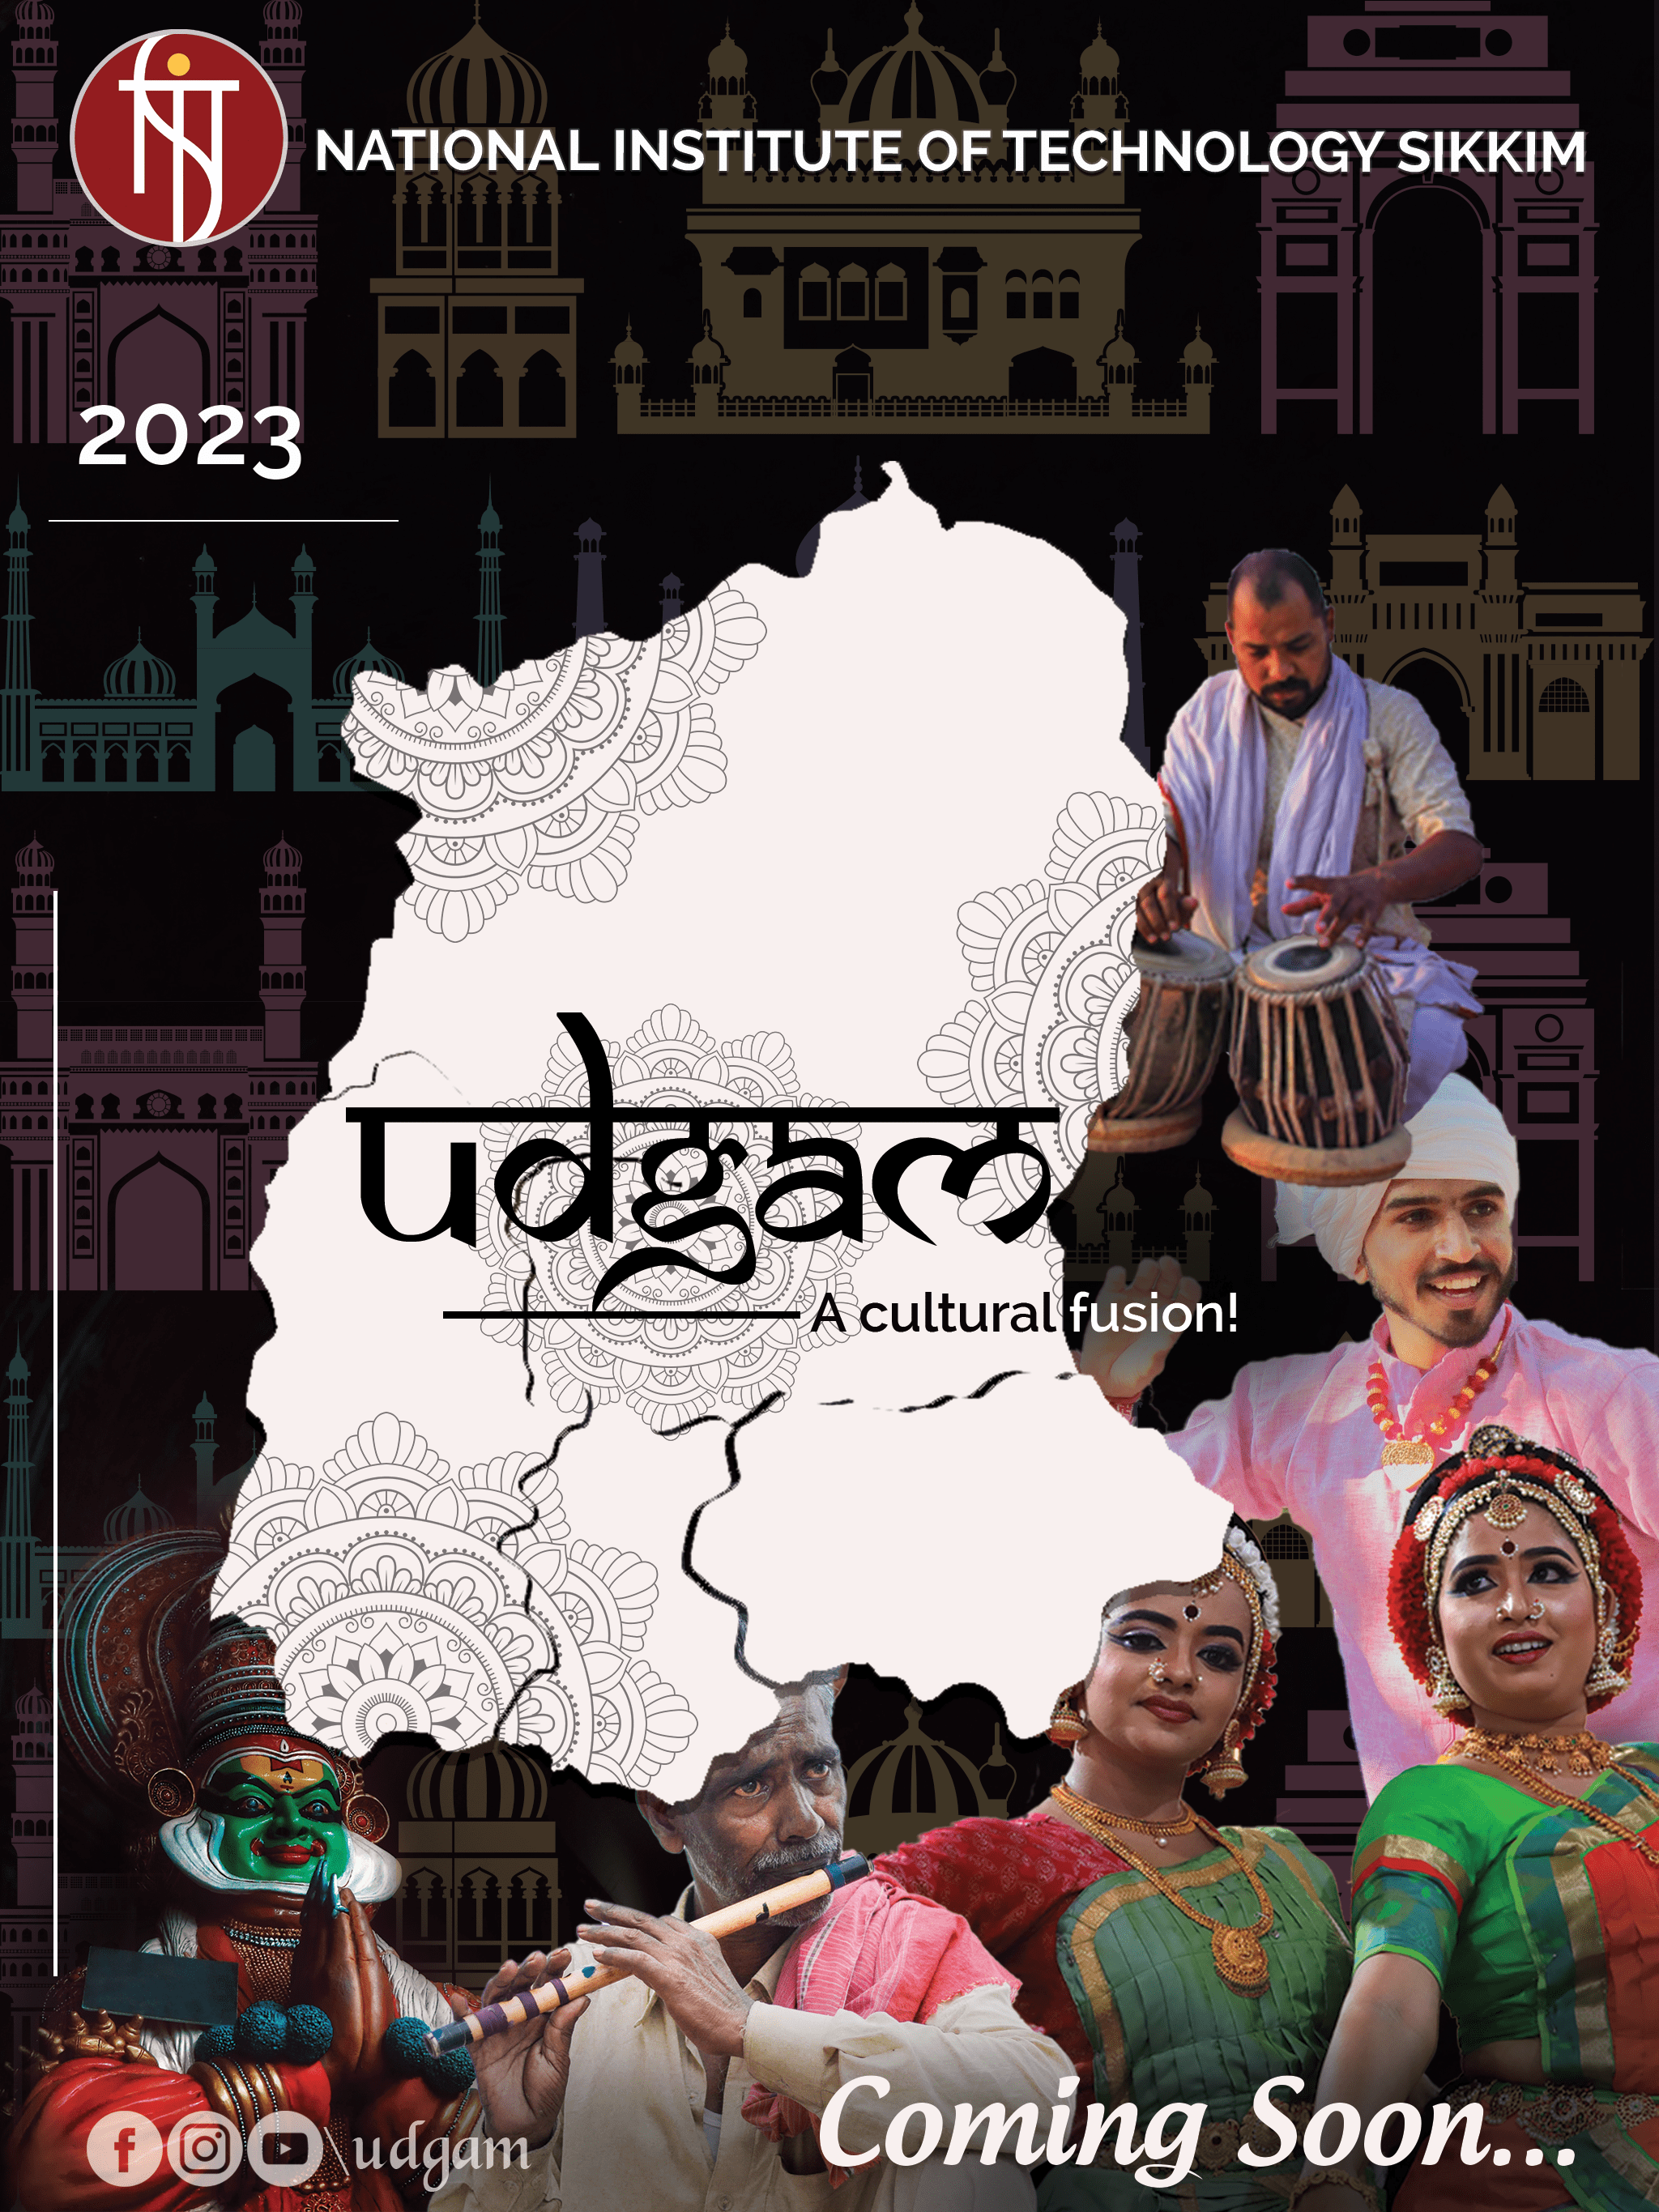 NATIONAL INSTITUTE OF TECHNOLOGY SIKKIM
2023
udgam
A cultural fusion!
Coming Soon...
\udgam